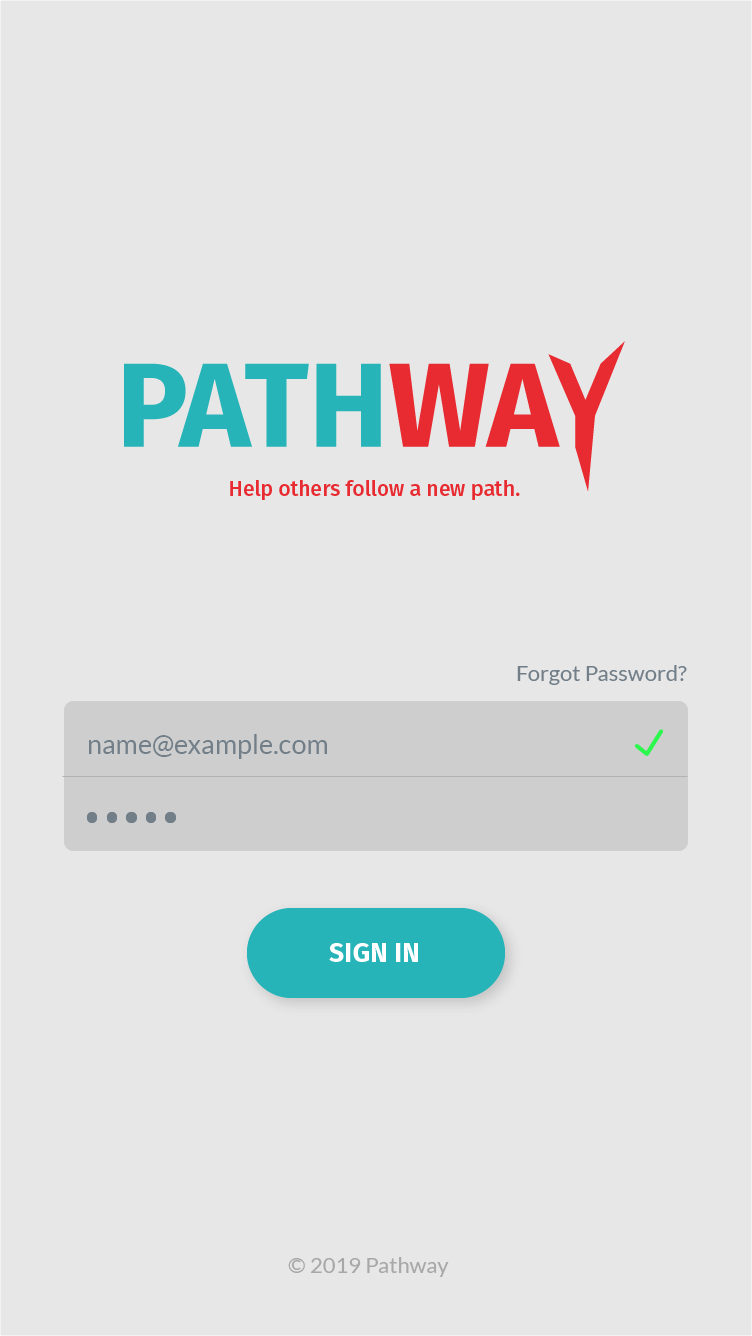 PATHWAY
Help others follow a new path.
Forgot Password?
name@example.com
•••••
SIGN IN
© 2019 Pathway